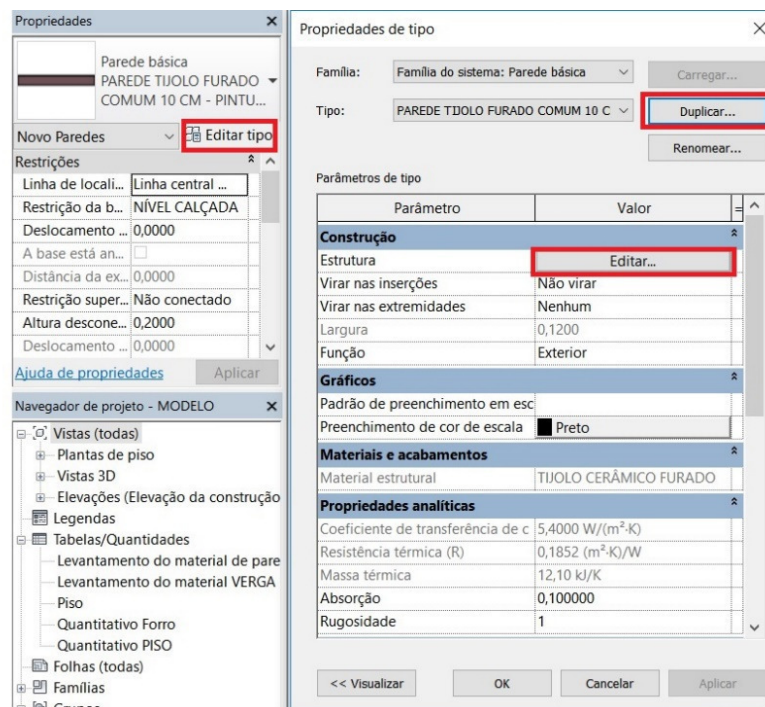 Propriedades
Parede básica
PAREDE TIJOLO FURADO
COMUM 10 CM - PINTU...
Novo Paredes
Editar tipo
Restrições
Linha de locali... Linha central ...
Restrição da b... NÍVEL CALÇADA
Deslocamento ... 0,0000
A base está an...
Distância da ex... 0,0000
Restrição super... Não conectado
Altura descone... 0,2000
Deslocamento ... 0,0000
Ajuda de propriedades
Aplicar
Navegador de projeto - MODELO
Vistas (todas)
Plantas de piso
Vistas 3D
Elevações (Elevação da construção
Legendas
Tabelas/Quantidades
Levantamento do material de pare
Levantamento do material VERGA
Piso
Quantitativo Forro
Quantitativo PISO
Folhas (todas)
Famílias
Propriedades de tipo
Família: Família do sistema: Parede básica
Carregar...
Tipo: PAREDE TIJOLO FURADO COMUM 10 C
Duplicar...
Renomear...
Parâmetros de tipo
Parâmetro Valor =
Construção
Estrutura Editar...
Virar nas inserções Não virar
Virar nas extremidades Nenhum
Largura 0,1200
Função Exterior
Gráficos
Padrão de preenchimento em esc
Preenchimento de cor de escala Preto
Materiais e acabamentos
Material estrutural TIJOLO CERÂMICO FURADO
Propriedades analíticas
Coeficiente de transferência de c 5,4000 W/(m²·K)
Resistência térmica (R) 0,1852 (m²·K)/W
Massa térmica 12,10 kJ/K
Absorção 0,100000
Rugosidade 1
<< Visualizar
OK
Cancelar
Aplicar